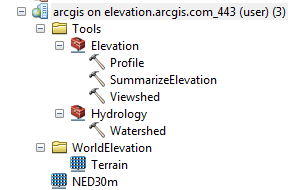 arcgis on elevation.arcgis.com_443 (user) (3)
Tools
Elevation
Profile
SummarizeElevation
Viewshed
Hydrology
Watershed
WorldElevation
Terrain
NED30m